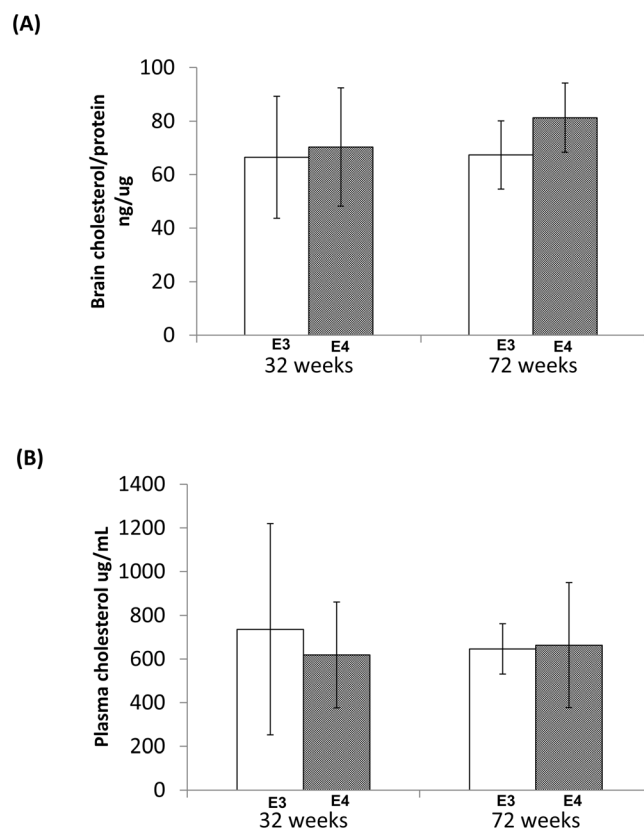 (A)
Brain cholesterol/protein
ng/ug
100
80
60
40
20
0
E3 E4 E3 E4
32 weeks 72 weeks
(B)
Plasma cholesterol ug/mL
1400
1200
1000
800
600
400
200
0
E3 E4 E3 E4
32 weeks 72 weeks